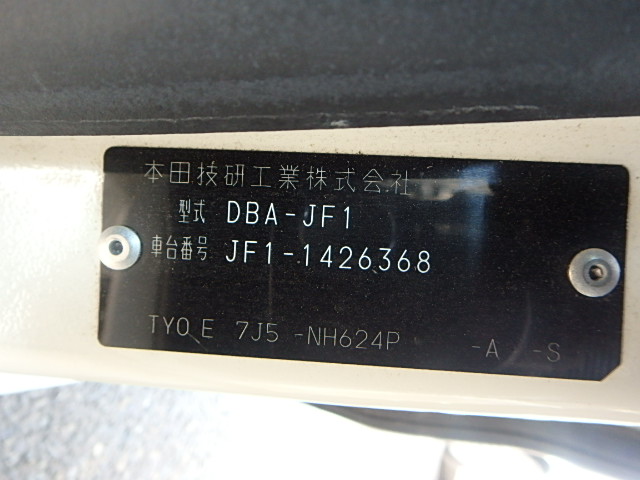 本田技研工業株式会社
型式 DBA-JF1
車台番号 JF1-1426368
TYO E 7J5 -NH624P -A -S